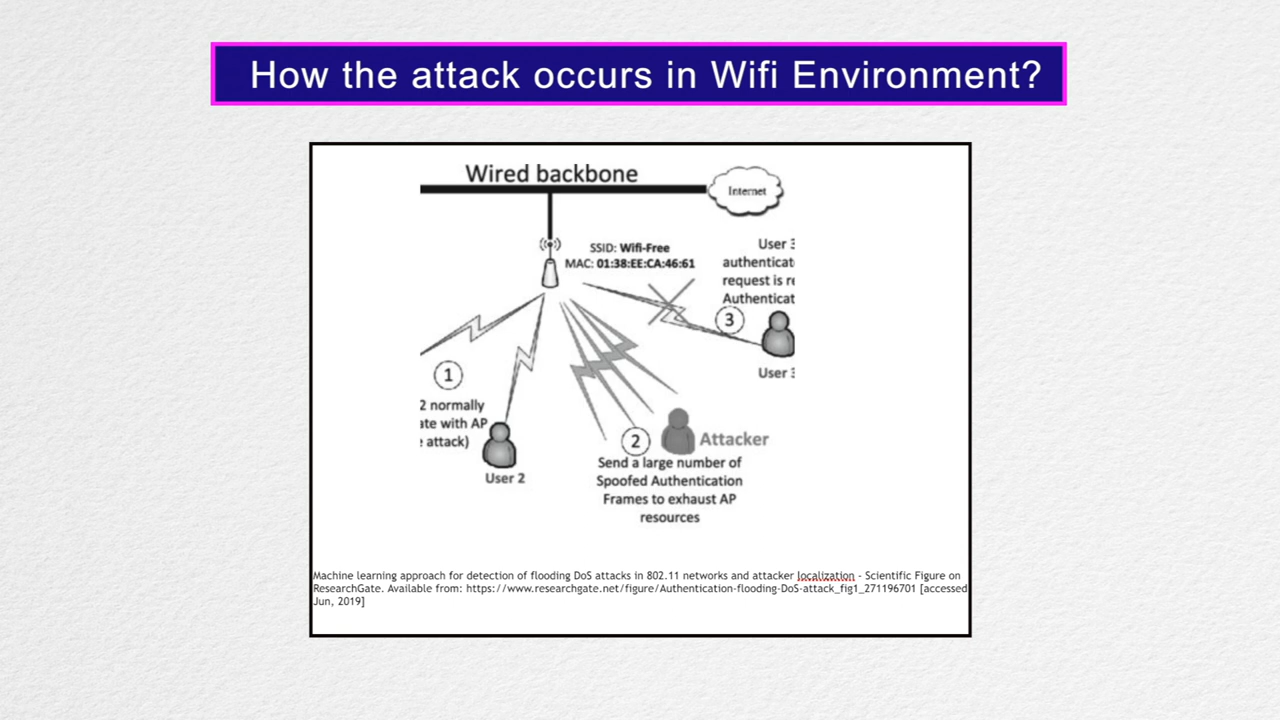 How the attack occurs in Wifi Environment?
Wired backbone
Internet
SSID: Wifi-Free
MAC: 01:38:EE:CA:46:61
User 3
authenticat
request is re
Authenticat
3
User 3
1
2 normally
ate with AP
e attack)
User 2
2
Attacker
Send a large number of
Spoofed Authentication
Frames to exhaust AP
resources
Machine learning approach for detection of flooding DoS attacks in 802.11 networks and attacker localization - Scientific Figure on
ResearchGate. Available from: https://www.researchgate.net/figure/Authentication-flooding-DoS-attack_fig1_271196701 [accessed
Jun, 2019]